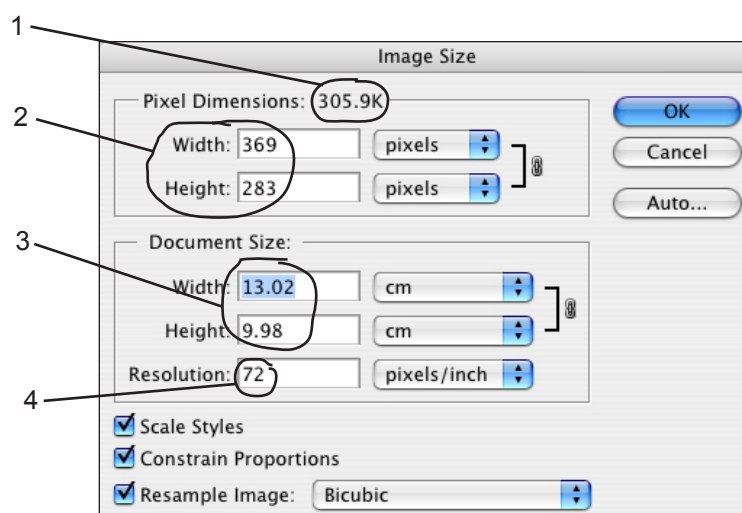 1
Image Size
Pixel Dimensions: 305.9K
OK
2
Width: 369 pixels
Cancel
Height: 283 pixels
Auto...
3
Document Size:
Width: 13.02 cm
Height: 9.98 cm
Resolution: 72 pixels/inch
4
Scale Styles
Constrain Proportions
Resample Image: Bicubic